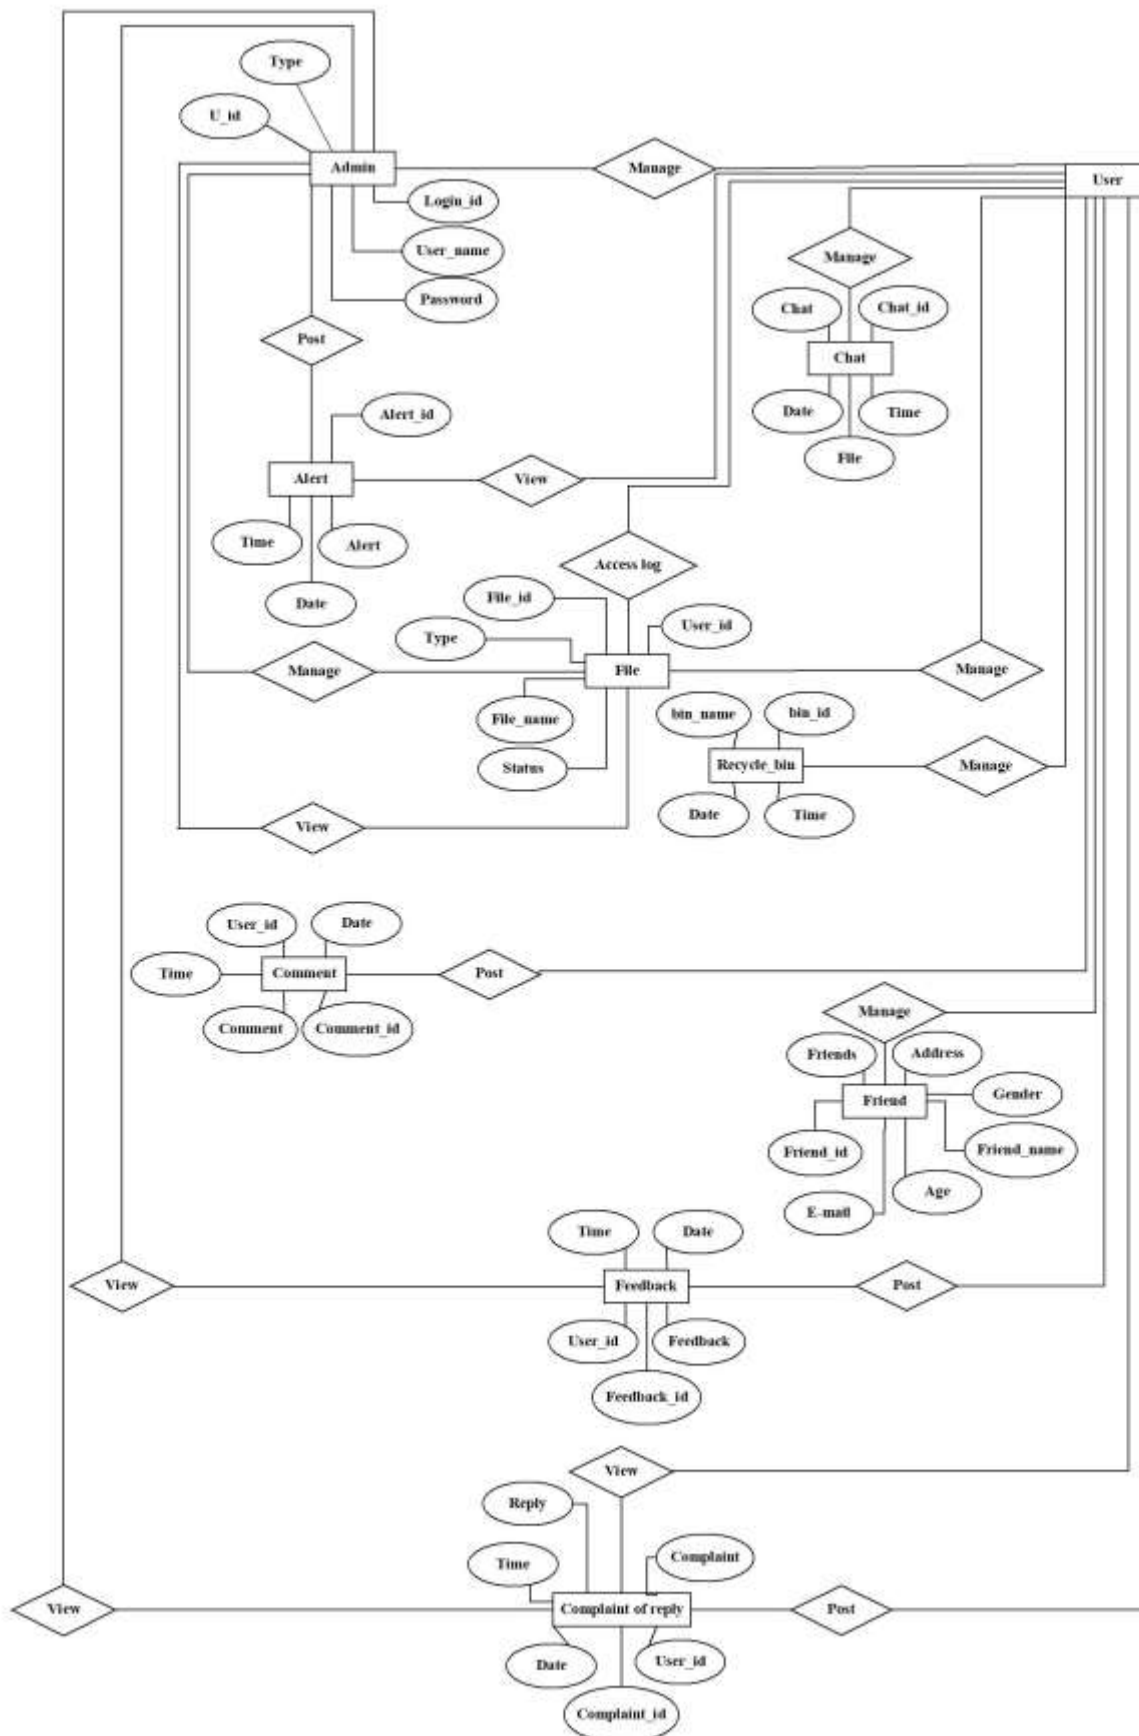 Type
U_id
Admin
Manage
User
Login_id
User_name
Password
Manage
Chat
Chat_id
Post
Chat
Alert_id
Date
Time
File
Alert
View
Time
Alert
Access log
Date
File_id
User_id
Type
Manage
File
Manage
File_name
bin_name
bin_id
Status
Recycle_bin
Manage
Date
Time
View
User_id
Date
Time
Comment
Post
Comment
Comment_id
Manage
Friends
Address
Gender
Friend
Friend_id
Friend_name
Age
E-mail
Time
Date
View
Feedback
Post
User_id
Feedback
Feedback_id
View
Reply
Complaint
Time
View
Complaint of reply
Post
Date
User_id
Complaint_id